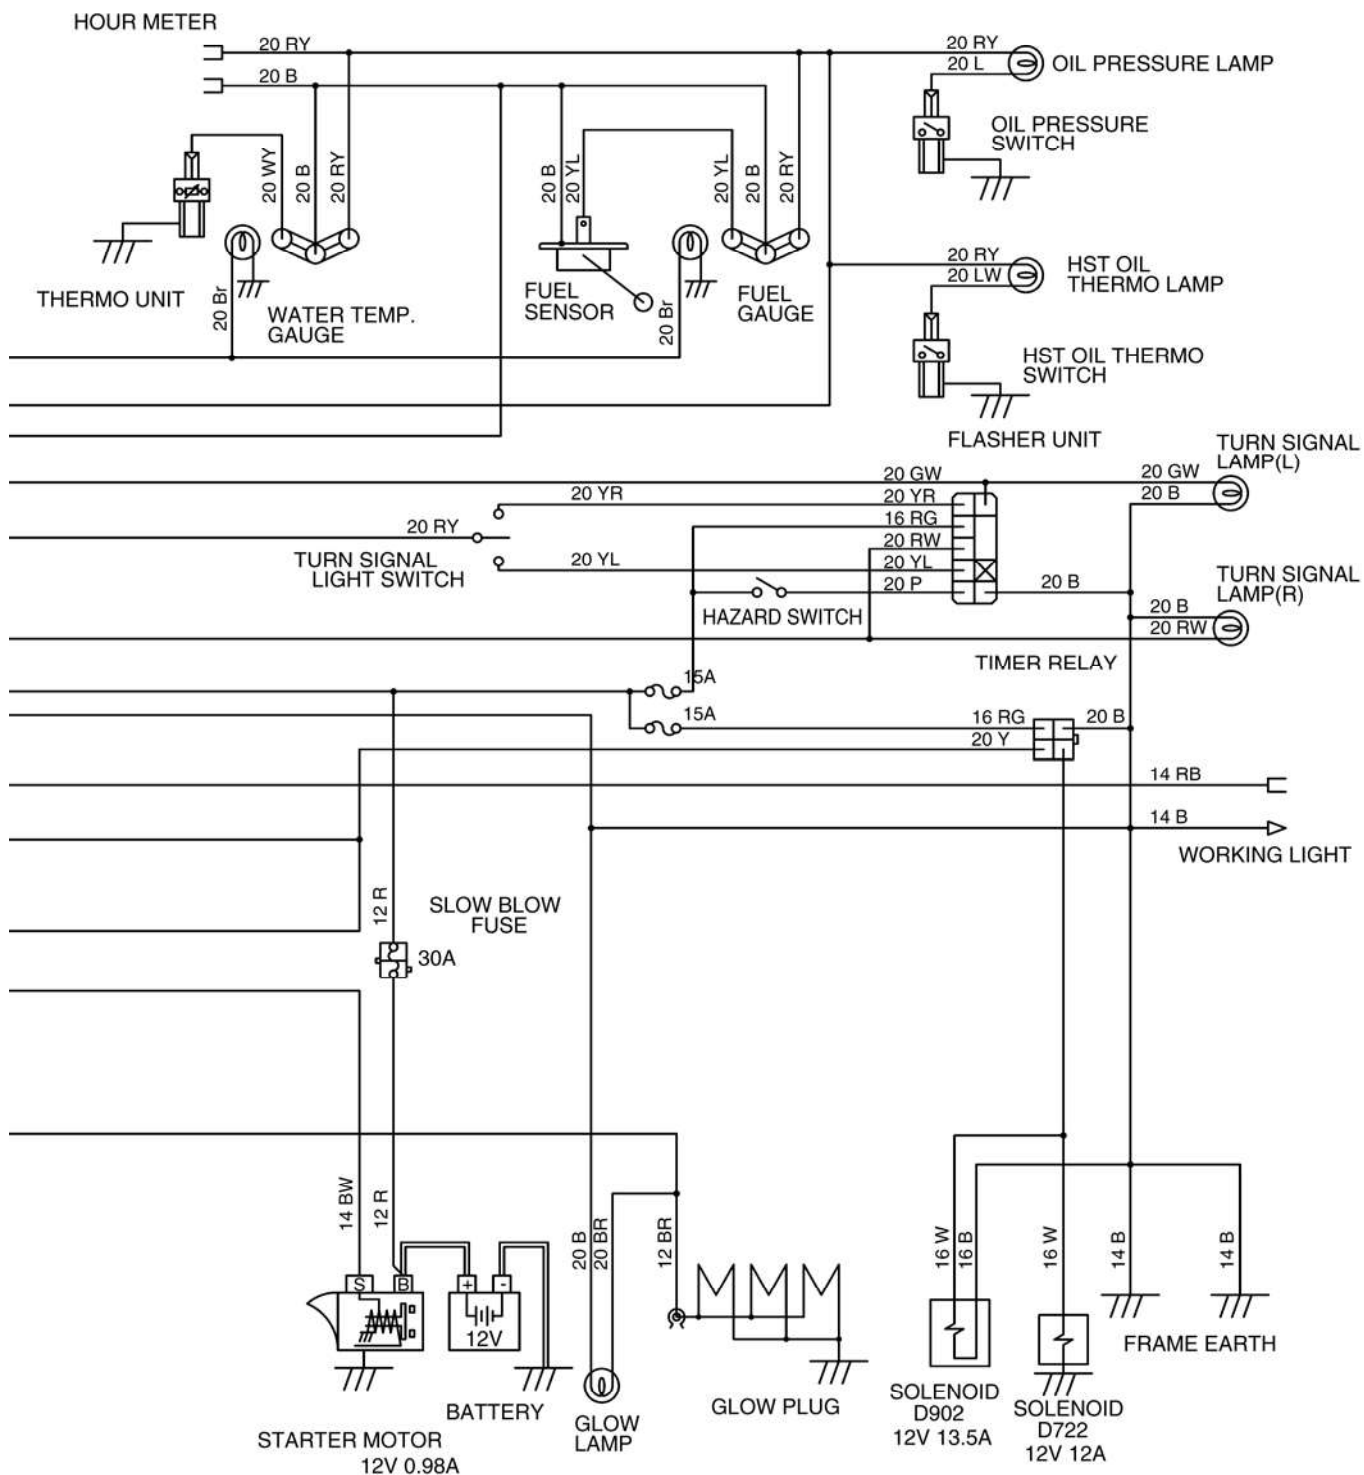 HOUR METER
20 RY
20 RY
20 B
20 L
OIL PRESSURE LAMP
OIL PRESSURE
SWITCH
20 WY
20 B
20 RY
20 B
20 YL
20 YL
20 B
20 RY
THERMO UNIT
20 Br
WATER TEMP.
GAUGE
FUEL
SENSOR
20 Br
FUEL
GAUGE
20 RY
20 LW
HST OIL
THERMO LAMP
HST OIL THERMO
SWITCH
FLASHER UNIT
TURN SIGNAL
LAMP(L)
20 GW
20 GW
20 YR
20 YR
20 B
16 RG
20 RY
20 RW
TURN SIGNAL
LIGHT SWITCH
20 YL
20 YL
20 P
20 B
HAZARD SWITCH
TURN SIGNAL
LAMP(R)
20 B
20 RW
TIMER RELAY
15A
15A
16 RG
20 B
20 Y
14 RB
14 B
WORKING LIGHT
12 R
SLOW BLOW
FUSE
30A
14 BW
12 R
20 B
20 BR
12 BR
16 W
16 B
16 W
14 B
14 B
S
B
+
-
12V
FRAME EARTH
BATTERY
GLOW
LAMP
GLOW PLUG
SOLENOID
D902
12V 13.5A
SOLENOID
D722
12V 12A
STARTER MOTOR
12V 0.98A